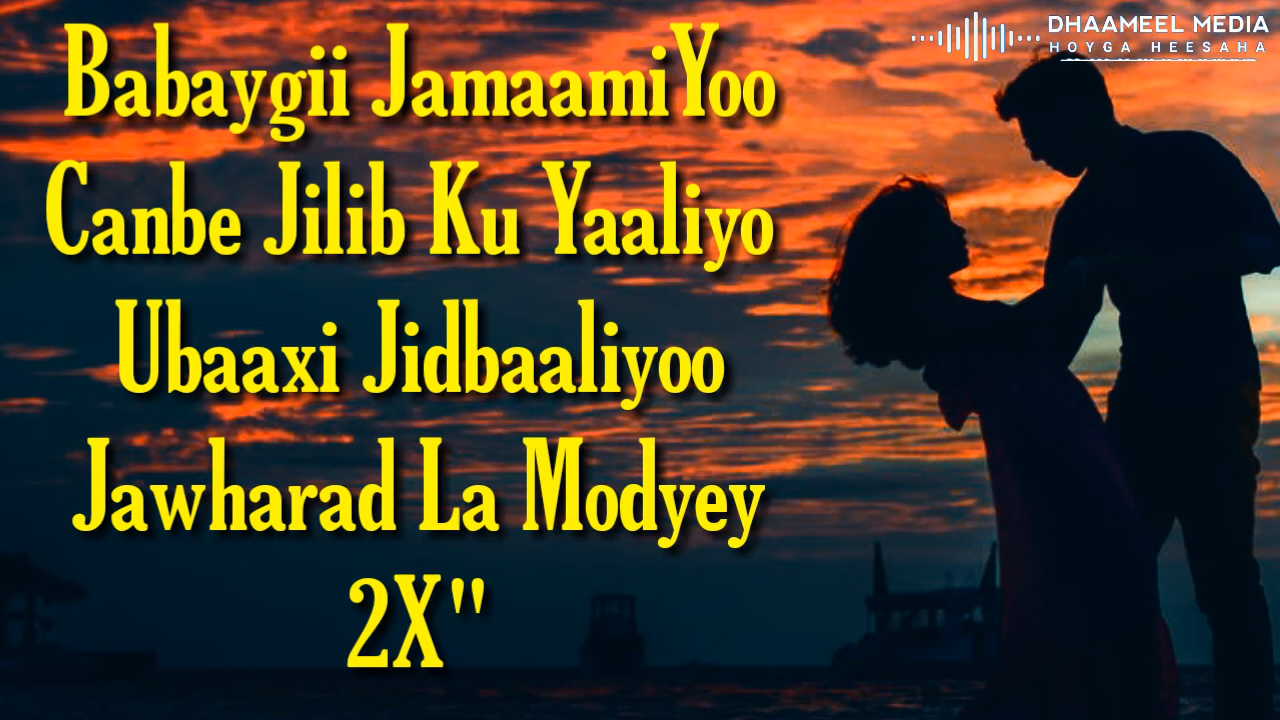 DHAAMEEL MEDIA
HOYGA HEESAHA
Babaygii JamaamiYoo
Canbe Jilib Ku Yaaliyo
Ubaaxi Jidbaaliyoo
Jawharad La Modyey
2X"